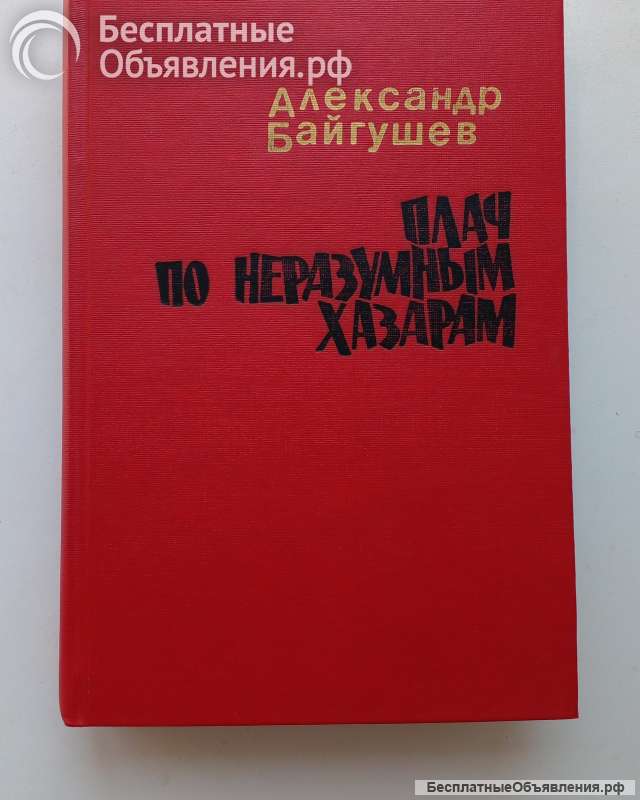 Бесплатные
Объявления.рф
Александр
Байгушев
ПЛАЧ
ПО НЕРАЗУМНЫМ
ХАЗАРАМ
БесплатныеОбъявления.рф